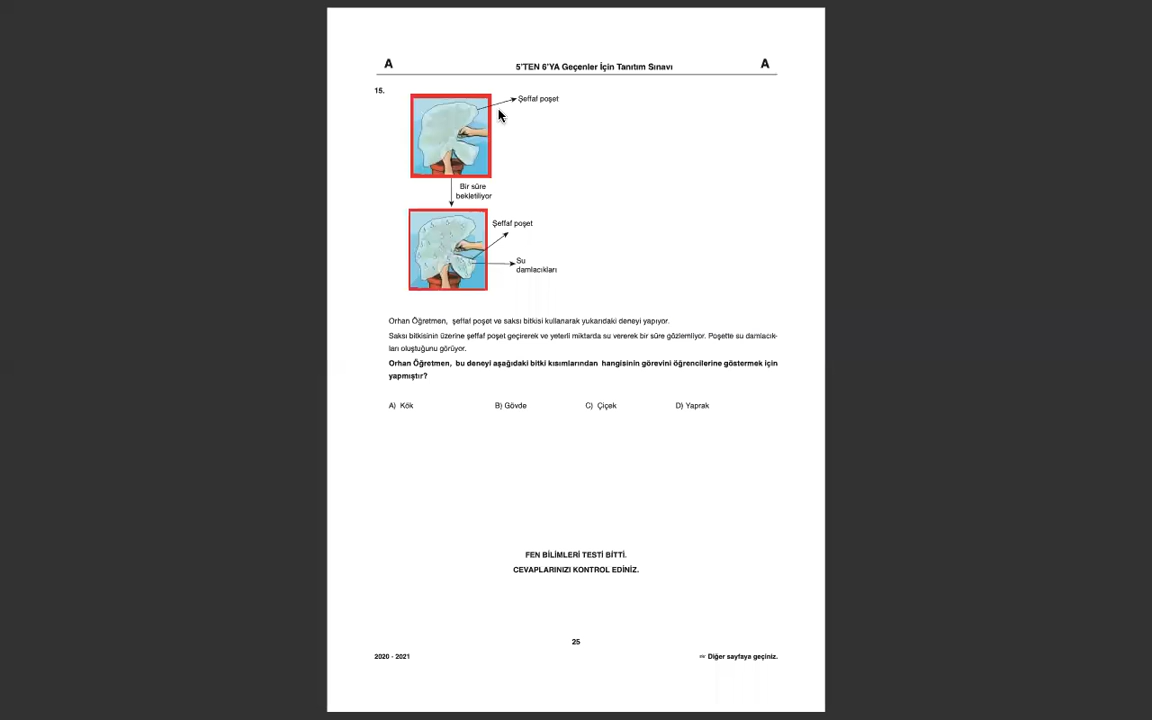 A 5'TEN 6'YA Geçenler İçin Tanıtım Sınavı A
15.
Şeffaf poşet
Bir süre
bekletiliyor
Şeffaf poşet
Su
damlacıkları
Orhan Öğretmen, şeffaf poşet ve saksı bitkisi kullanarak yukarıdaki deneyi yapıyor.
Saksı bitkisinin üzerine şeffaf poşet geçirerek ve yeterli miktarda su vererek bir süre gözlemliyor. Poşette su damlacık-
ları oluştuğunu görüyor.
Orhan Öğretmen, bu deneyi aşağıdaki bitki kısımlarından hangisinin görevini öğrencilerine göstermek için
yapmıştır?
A) Kök B) Gövde C) Çiçek D) Yaprak
FEN BİLİMLERİ TESTİ BİTTİ.
CEVAPLARINIZI KONTROL EDİNİZ.
25
2020 - 2021 ☞ Diğer sayfaya geçiniz.